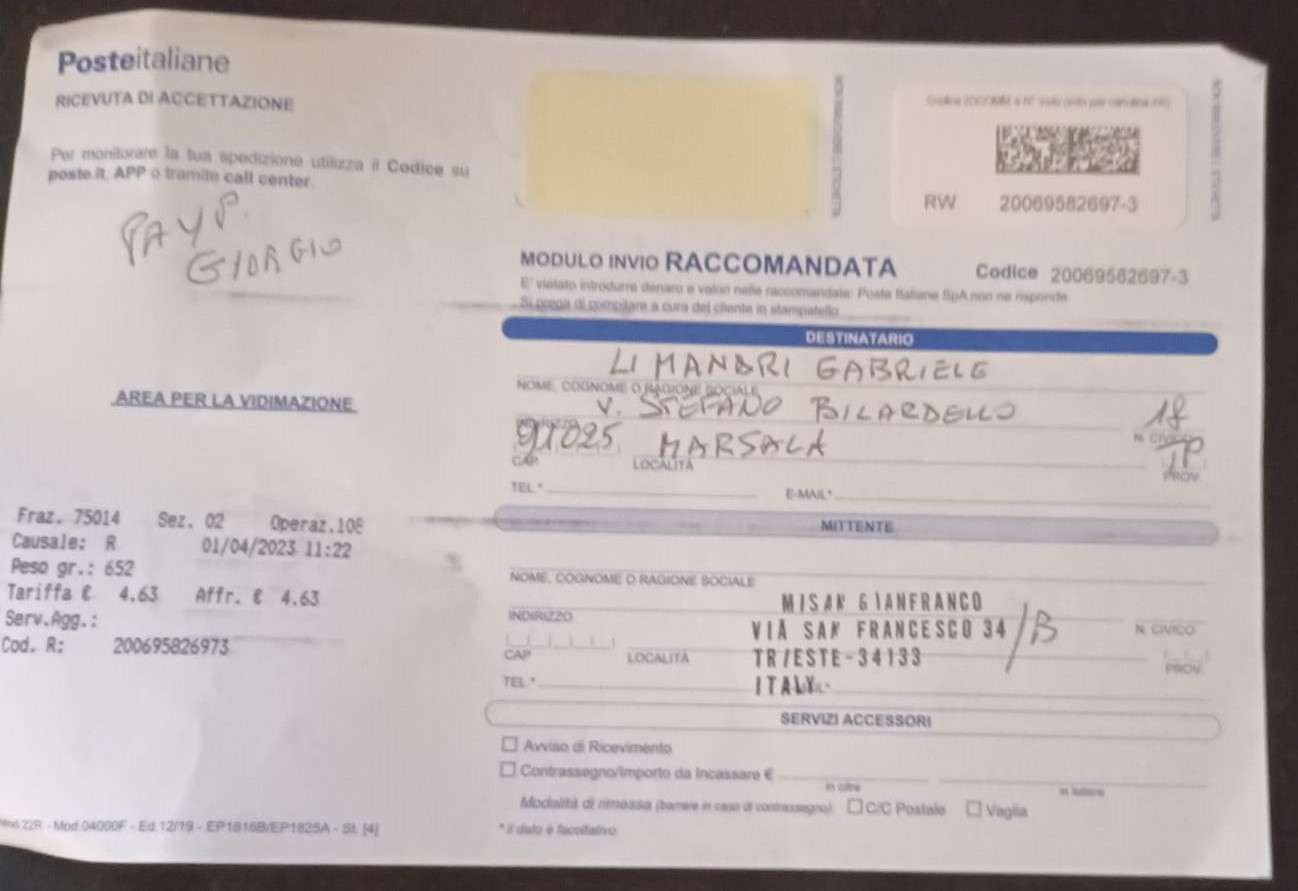 Posteitaliane
RICEVUTA DI ACCETTAZIONE
Per monitorare la tua spedizione utilizza il Codice su
poste.it, APP o tramite call center.
PAY P.
GIORGIO
AREA PER LA VIDIMAZIONE
Fraz. 75014 Sez. 02 Operaz.108
Causale: R 01/04/2023 11:22
Peso gr.: 652
Tariffa € 4.63 Affr. € 4.63
Serv.Agg.:
Cod. R: 200695826973
Mod.04000F - Ed.12/19 - EP1816B/EP1825A - St. [4]
RW 20069582697-3
MODULO INVIO RACCOMANDATA Codice 20069582697-3
E' vietato introdurre denaro e valori nelle raccomandate: Poste Italiane SpA non ne risponde
Si prega di compilare a cura del cliente in stampatello
DESTINATARIO
LI MANDRI GABRIELE
NOME, COGNOME O RAGIONE SOCIALE
V. STEFANO BILARDELLO 18
INDIRIZZO N. CIVICO
91025 MARSALA TP
CAP LOCALITÀ PROV.
TEL.* E-MAIL*
MITTENTE
NOME, COGNOME O RAGIONE SOCIALE
MISAN GIANFRANCO
INDIRIZZO N. CIVICO
VIA SAN FRANCESCO 34/B
TRIESTE-34133
CAP LOCALITÀ PROV.
ITALY
TEL.*
SERVIZI ACCESSORI
Avviso di Ricevimento
Contrassegno/Importo da Incassare €
in cifre in lettere
Modalità di rimessa (barrare in caso di contrassegno): C/C Postale Vaglia
* il dato è facoltativo